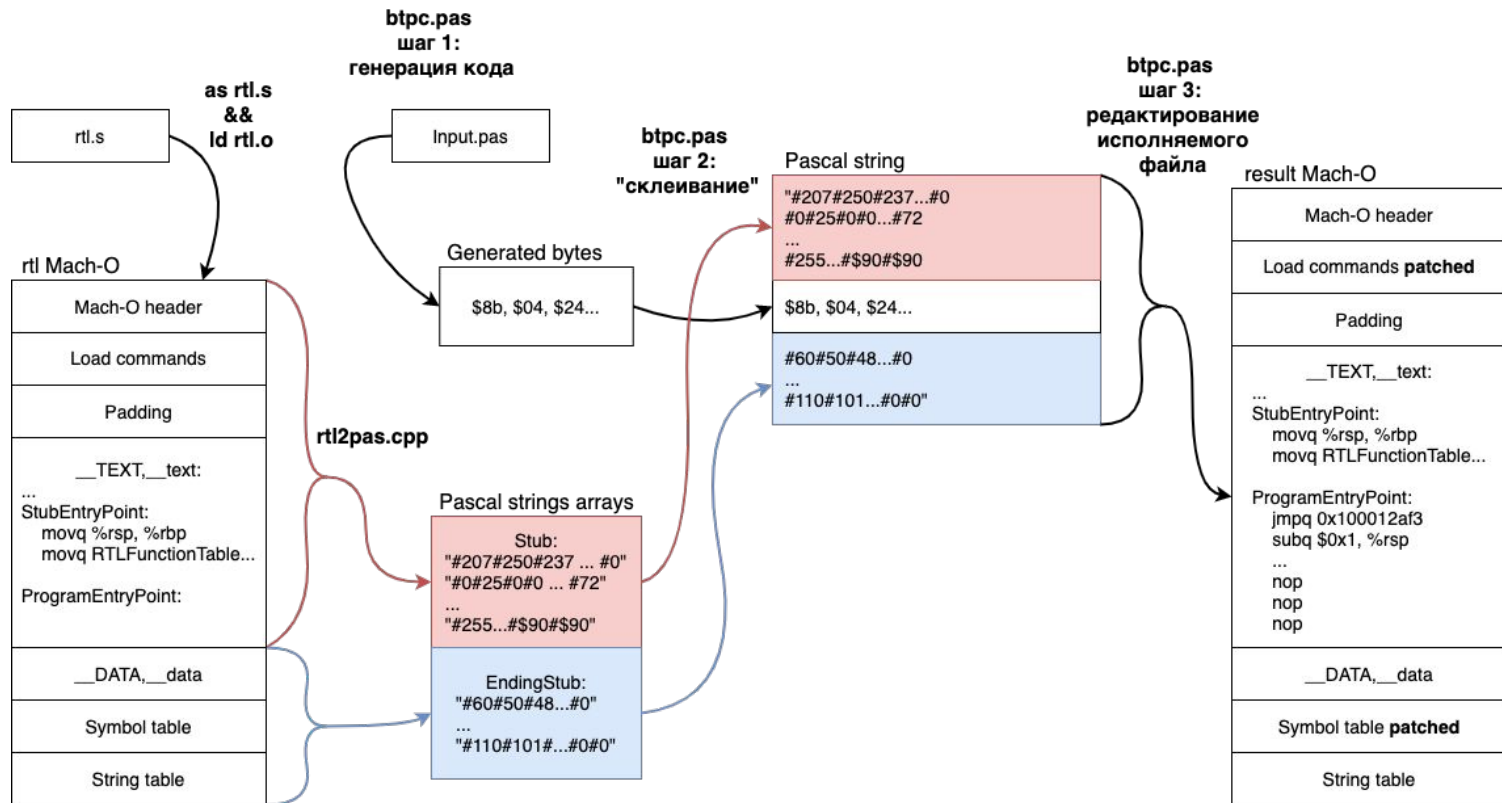 btpc.pas
шаг 1:
генерация кода
as rtl.s
&&
ld rtl.o
rtl.s
Input.pas
btpc.pas
шаг 2:
"склеивание"
btpc.pas
шаг 3:
редактирование
исполняемого
файла
rtl Mach-O
Mach-O header
Load commands
Padding
__TEXT,__text:
...
StubEntryPoint:
movq %rsp, %rbp
movq RTLFunctionTable...
ProgramEntryPoint:
__DATA,__data
Symbol table
String table
rtl2pas.cpp
Generated bytes
$8b, $04, $24...
Pascal strings arrays
Stub:
"#207#250#237 ... #0"
"#0#25#0#0 ... #72"
...
"#255...#$90#$90"
EndingStub:
"#60#50#48...#0"
...
"#110#101#...#0#0"
Pascal string
"#207#250#237...#0
#0#25#0#0...#72
...
#255...#$90#$90
$8b, $04, $24...
#60#50#48...#0
...
#110#101...#0#0"
result Mach-O
Mach-O header
Load commands patched
Padding
__TEXT,__text:
...
StubEntryPoint:
movq %rsp, %rbp
movq RTLFunctionTable...
ProgramEntryPoint:
jmpq 0x100012af3
subq $0x1, %rsp
...
nop
nop
nop
__DATA,__data
Symbol table patched
String table